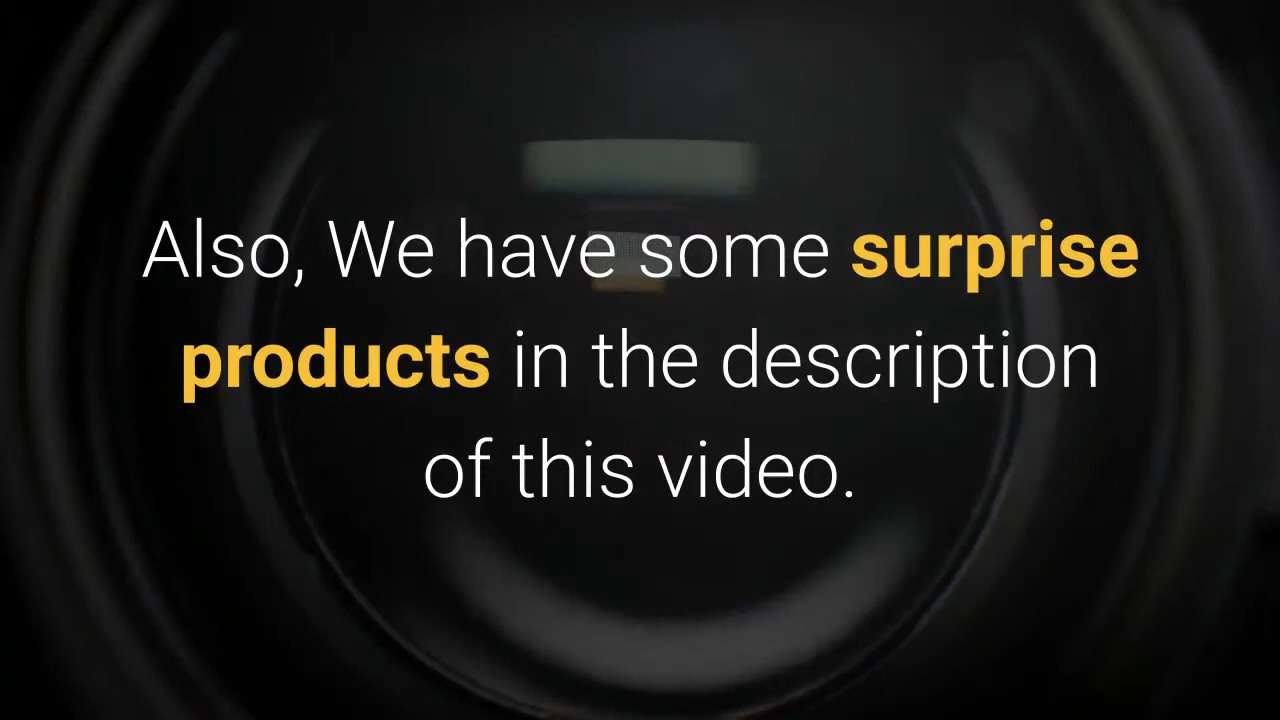 Also, We have some surprise
products in the description
of this video.